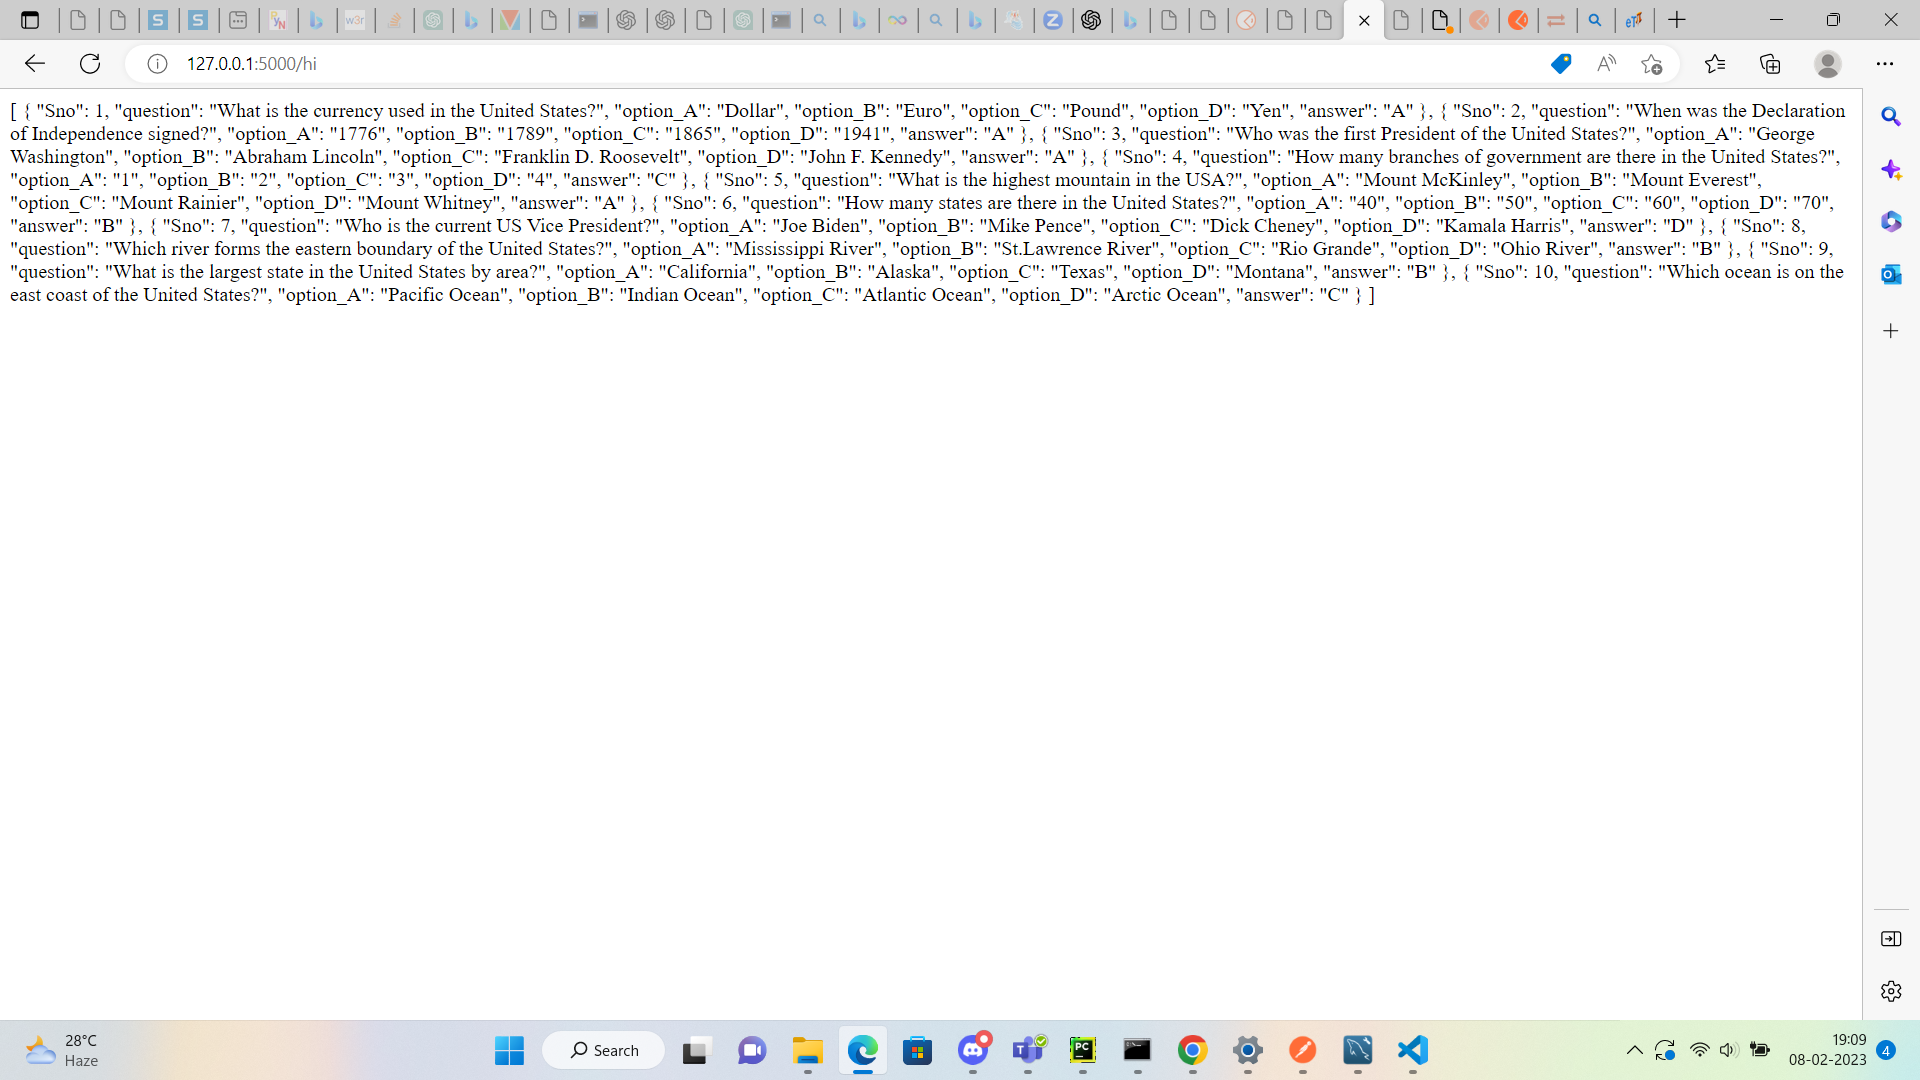 127.0.0.1:5000/hi
[ { "Sno": 1, "question": "What is the currency used in the United States?", "option_A": "Dollar", "option_B": "Euro", "option_C": "Pound", "option_D": "Yen", "answer": "A" }, { "Sno": 2, "question": "When was the Declaration
of Independence signed?", "option_A": "1776", "option_B": "1789", "option_C": "1865", "option_D": "1941", "answer": "A" }, { "Sno": 3, "question": "Who was the first President of the United States?", "option_A": "George
Washington", "option_B": "Abraham Lincoln", "option_C": "Franklin D. Roosevelt", "option_D": "John F. Kennedy", "answer": "A" }, { "Sno": 4, "question": "How many branches of government are there in the United States?",
"option_A": "1", "option_B": "2", "option_C": "3", "option_D": "4", "answer": "C" }, { "Sno": 5, "question": "What is the highest mountain in the USA?", "option_A": "Mount McKinley", "option_B": "Mount Everest",
"option_C": "Mount Rainier", "option_D": "Mount Whitney", "answer": "A" }, { "Sno": 6, "question": "How many states are there in the United States?", "option_A": "40", "option_B": "50", "option_C": "60", "option_D": "70",
"answer": "B" }, { "Sno": 7, "question": "Who is the current US Vice President?", "option_A": "Joe Biden", "option_B": "Mike Pence", "option_C": "Dick Cheney", "option_D": "Kamala Harris", "answer": "D" }, { "Sno": 8,
"question": "Which river forms the eastern boundary of the United States?", "option_A": "Mississippi River", "option_B": "St.Lawrence River", "option_C": "Rio Grande", "option_D": "Ohio River", "answer": "B" }, { "Sno": 9,
"question": "What is the largest state in the United States by area?", "option_A": "California", "option_B": "Alaska", "option_C": "Texas", "option_D": "Montana", "answer": "B" }, { "Sno": 10, "question": "Which ocean is on the
east coast of the United States?", "option_A": "Pacific Ocean", "option_B": "Indian Ocean", "option_C": "Atlantic Ocean", "option_D": "Arctic Ocean", "answer": "C" } ]
28°C
Haze
Search
19:09
08-02-2023
4